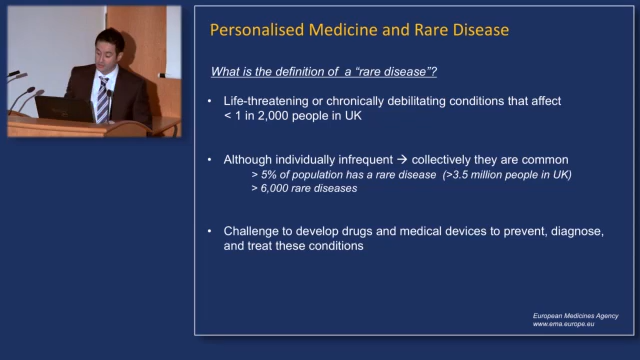 Personalised Medicine and Rare Disease
What is the definition of a “rare disease”?
• Life-threatening or chronically debilitating conditions that affect
< 1 in 2,000 people in UK
• Although individually infrequent → collectively they are common
> 5% of population has a rare disease (>3.5 million people in UK)
> 6,000 rare diseases
• Challenge to develop drugs and medical devices to prevent, diagnose,
and treat these conditions
European Medicines Agency
www.ema.europe.eu